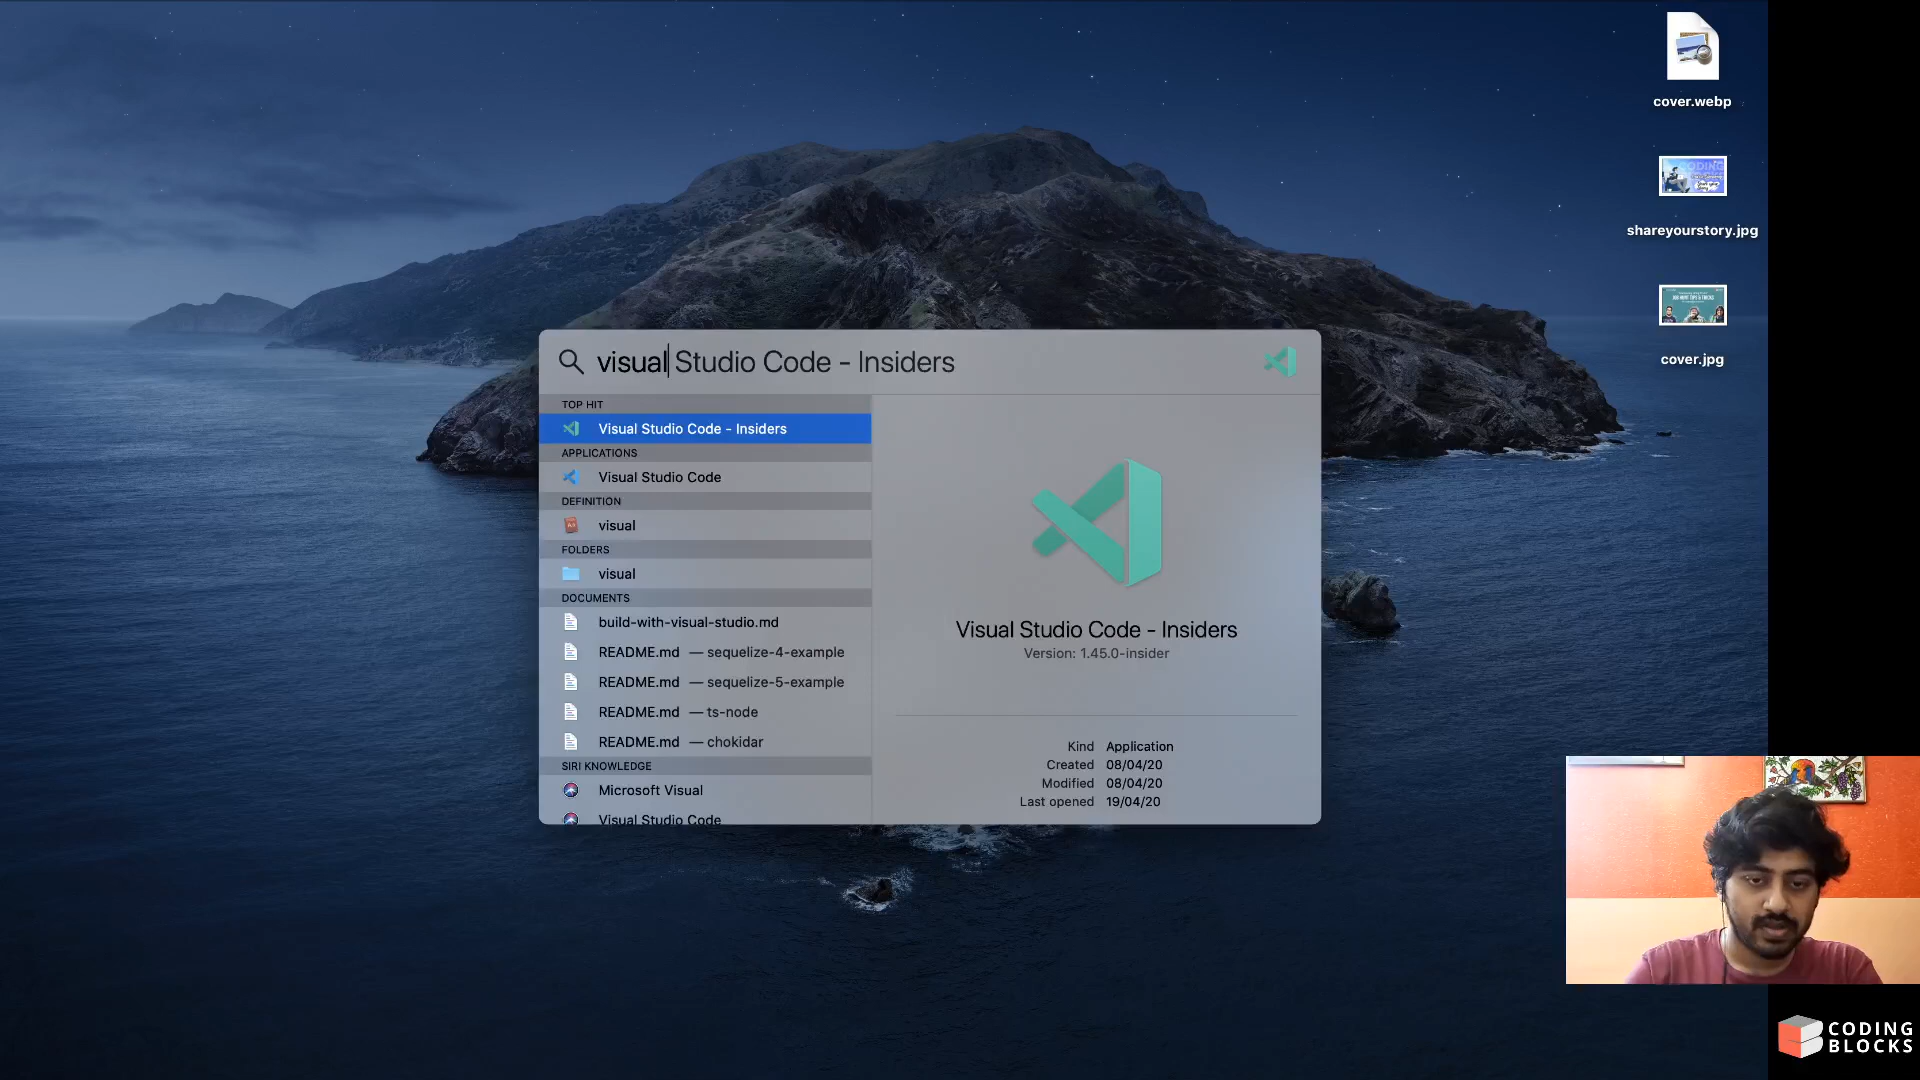 cover.webp
shareyourstory.jpg
cover.jpg
visual Studio Code - Insiders
TOP HIT
Visual Studio Code - Insiders
APPLICATIONS
Visual Studio Code
DEFINITION
visual
FOLDERS
visual
DOCUMENTS
build-with-visual-studio.md
README.md — sequelize-4-example
README.md — sequelize-5-example
README.md — ts-node
README.md — chokidar
SIRI KNOWLEDGE
Microsoft Visual
Visual Studio Code
Visual Studio Code - Insiders
Version: 1.45.0-insider
Kind Application
Created 08/04/20
Modified 08/04/20
Last opened 19/04/20
CODING
BLOCKS